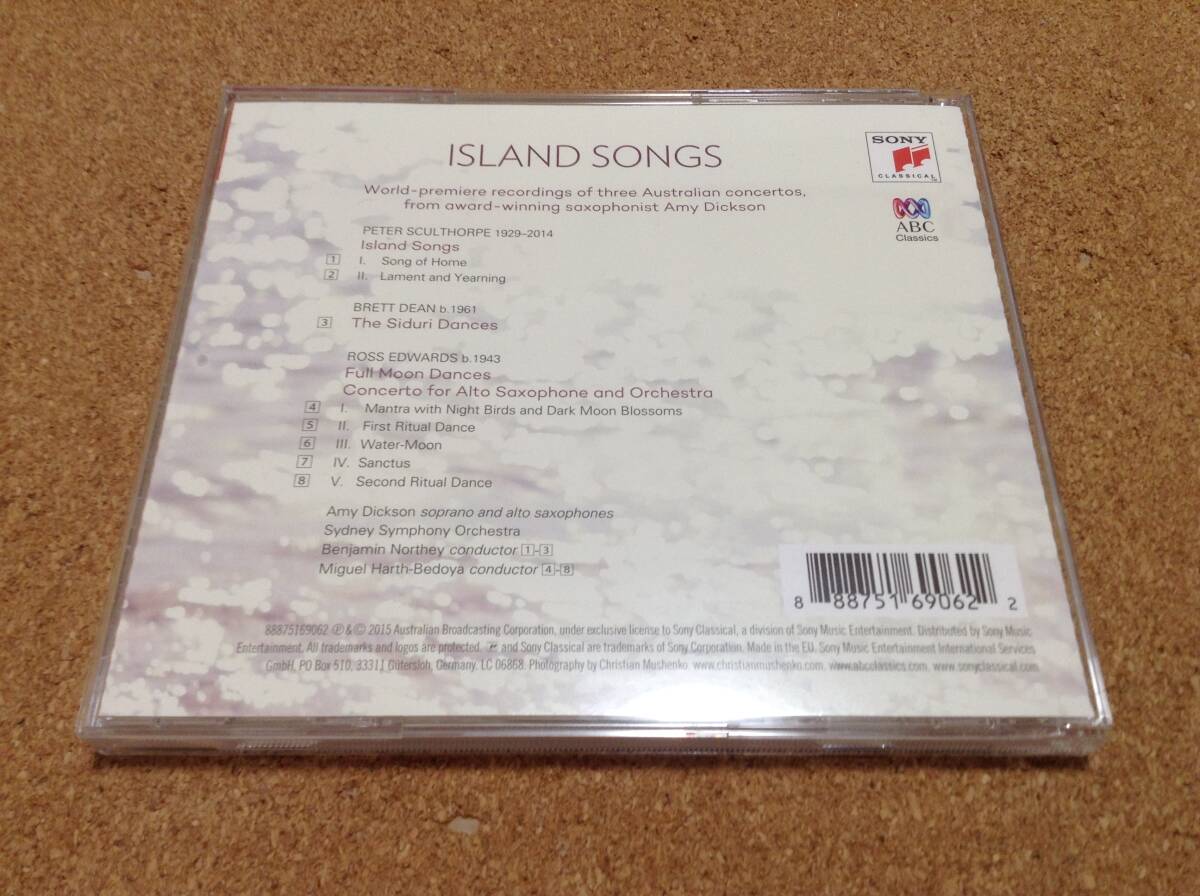 ISLAND SONGS
World-premiere recordings of three Australian concertos,
from award-winning saxophonist Amy Dickson
SONY
CLASSICAL
ABC
Classics
PETER SCULTHORPE 1929–2014
Island Songs
1 I. Song of Home
2 II. Lament and Yearning
BRETT DEAN b.1961
3 The Siduri Dances
ROSS EDWARDS b.1943
Full Moon Dances
Concerto for Alto Saxophone and Orchestra
4 I. Mantra with Night Birds and Dark Moon Blossoms
5 II. First Ritual Dance
6 III. Water-Moon
7 IV. Sanctus
8 V. Second Ritual Dance
Amy Dickson soprano and alto saxophones
Sydney Symphony Orchestra
Benjamin Northey conductor 1-3
Miguel Harth-Bedoya conductor 4-8
8 88751 69062 2
88875169062 ℗ & © 2015 Australian Broadcasting Corporation, under exclusive license to Sony Classical, a division of Sony Music Entertainment. Distributed by Sony Music
Entertainment. All trademarks and logos are protected. and Sony Classical are trademarks of Sony Corporation. Made in the EU. Sony Music Entertainment International Services
GmbH, PO Box 510, 33311 Gütersloh, Germany. LC 06868. Photography by Christian Mushenko. www.christianmushenko.com. www.abcclassics.com. www.sonyclassical.com